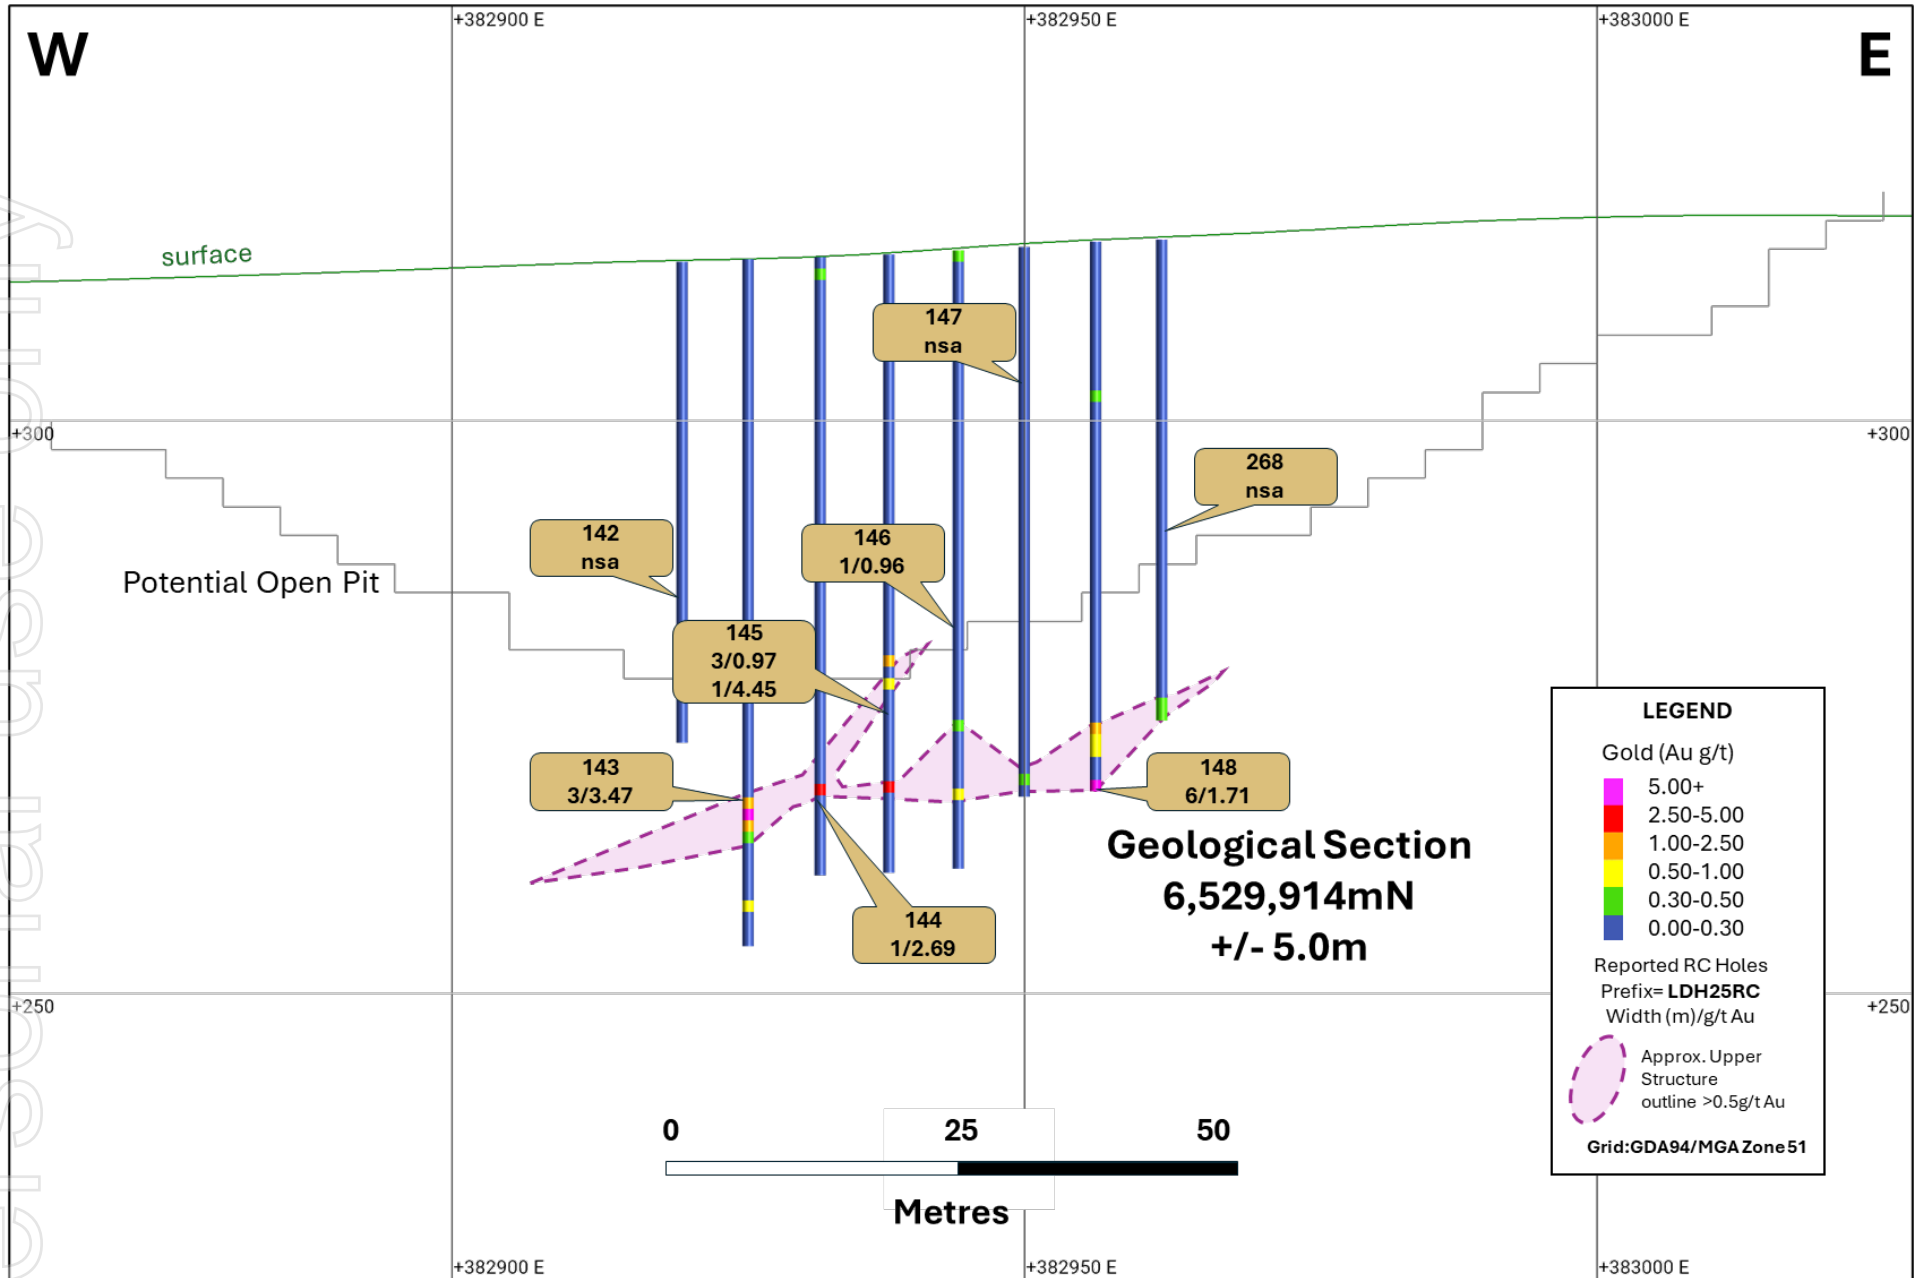 +382900 E
+382950 E
+383000 E
W
E
surface
147
nsa
+300
+300
268
nsa
142
nsa
146
1/0.96
Potential Open Pit
145
3/0.97
1/4.45
143
3/3.47
148
6/1.71
144
1/2.69
Geological Section
6,529,914mN
+/- 5.0m
LEGEND
Gold (Au g/t)
5.00+
2.50-5.00
1.00-2.50
0.50-1.00
0.30-0.50
0.00-0.30
Reported RC Holes
Prefix= LDH25RC
Width (m)/g/t Au
Approx. Upper
Structure
outline >0.5g/t Au
Grid:GDA94/MGA Zone 51
+250
+250
0 25 50
Metres
+382900 E
+382950 E
+383000 E
ersonal use only